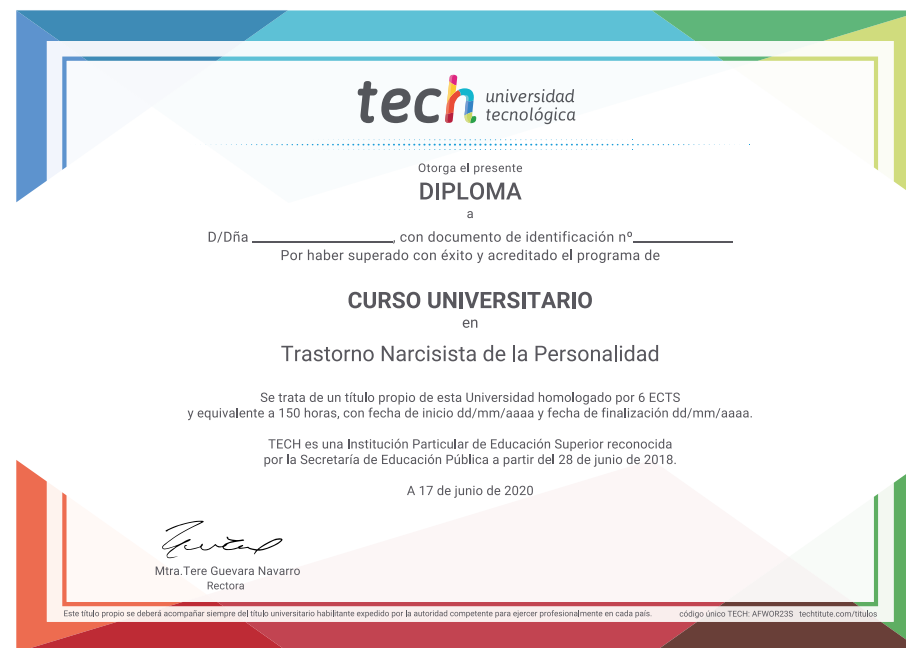 tech universidad
tecnológica
Otorga el presente
DIPLOMA
a
D/Dña ____________________, con documento de identificación nº______________
Por haber superado con éxito y acreditado el programa de
CURSO UNIVERSITARIO
en
Trastorno Narcisista de la Personalidad
Se trata de un título propio de esta Universidad homologado por 6 ECTS
y equivalente a 150 horas, con fecha de inicio dd/mm/aaaa y fecha de finalización dd/mm/aaaa.
TECH es una Institución Particular de Educación Superior reconocida
por la Secretaría de Educación Pública a partir del 28 de junio de 2018.
A 17 de junio de 2020
Mtra.Tere Guevara Navarro
Rectora
Este título propio se deberá acompañar siempre del título universitario habilitante expedido por la autoridad competente para ejercer profesionalmente en cada país. código único TECH: AFWOR23S techtitute.com/titulos